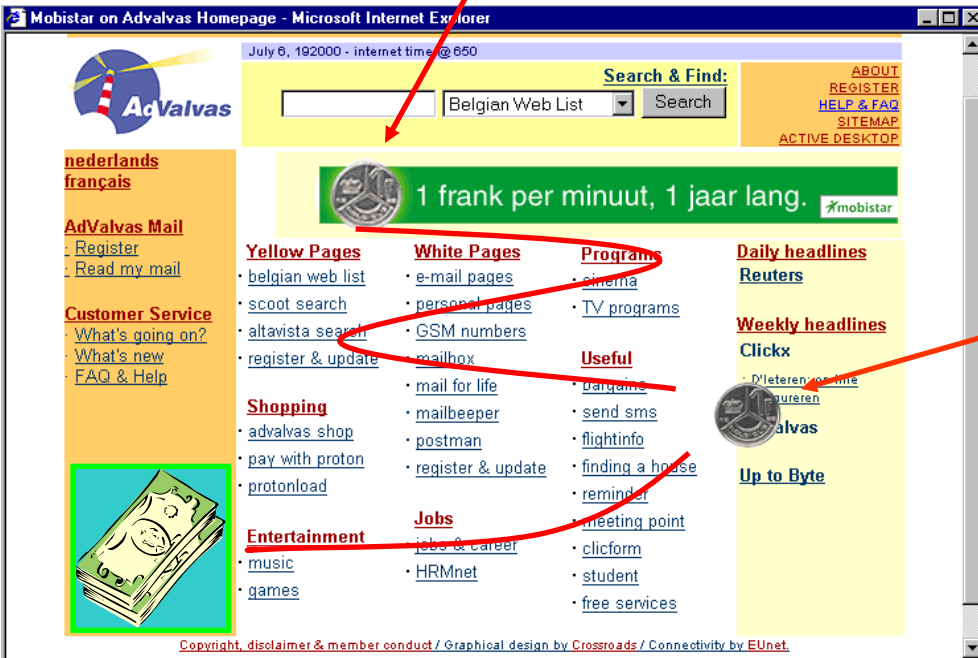 Mobistar on Advalvas Homepage - Microsoft Internet Explorer
July 6, 192000 - internet time @ 650
AdValvas
Search & Find:
Belgian Web List
Search
ABOUT
REGISTER
HELP & FAQ
SITEMAP
ACTIVE DESKTOP
nederlands
français
AdValvas Mail
· Register
· Read my mail
Customer Service
· What's going on?
· What's new
· FAQ & Help
1 frank per minuut, 1 jaar lang.
mobistar
Yellow Pages
· belgian web list
· scoot search
· altavista search
· register & update
Shopping
· advalvas shop
· pay with proton
· protonload
Entertainment
· music
· games
White Pages
· e-mail pages
· personal pages
· GSM numbers
· mailbox
· mail for life
· mailbeeper
· postman
· register & update
Jobs
· jobs & career
· HRMnet
Programs
· cinema
· TV programs
Useful
· bargains
· send sms
· flightinfo
· finding a house
· reminder
· meeting point
· clicform
· student
· free services
Daily headlines
Reuters
Weekly headlines
Clickx
· D'Ieteren
Up to Byte
Copyright, disclaimer & member conduct / Graphical design by Crossroads / Connectivity by EUnet.